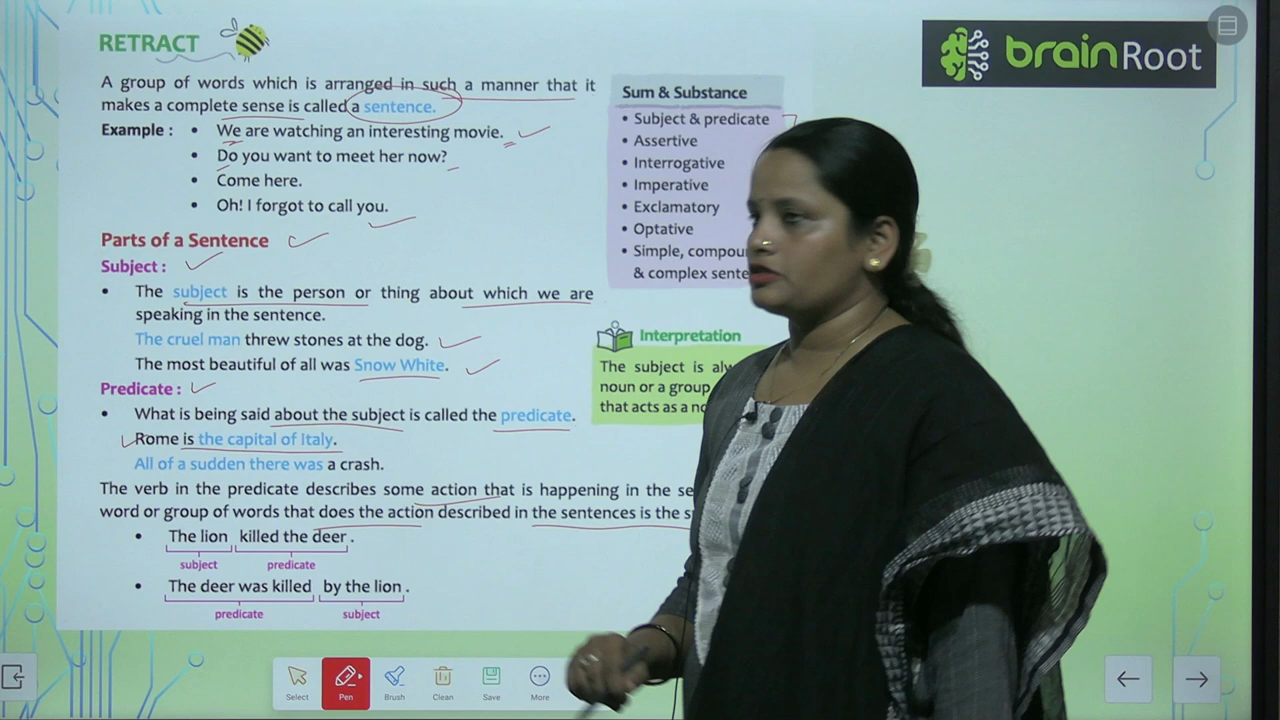 RETRACT
A group of words which is arranged in such a manner that it
makes a complete sense is called a sentence.
Example : • We are watching an interesting movie.
• Do you want to meet her now?
• Come here.
• Oh! I forgot to call you.
Parts of a Sentence
Subject :
• The subject is the person or thing about which we are
speaking in the sentence.
The cruel man threw stones at the dog.
The most beautiful of all was Snow White.
Predicate :
• What is being said about the subject is called the predicate.
Rome is the capital of Italy.
All of a sudden there was a crash.
The verb in the predicate describes some action that is happening in the
word or group of words that does the action described in the sentences is the
• The lion killed the deer.
subject predicate
• The deer was killed by the lion.
predicate subject
brainRoot
Sum & Substance
• Subject & predicate
• Assertive
• Interrogative
• Imperative
• Exclamatory
• Optative
• Simple,
& complex
Interpretation
The subject is
noun or a group
that acts as a
Select Pen Brush Clean Save More